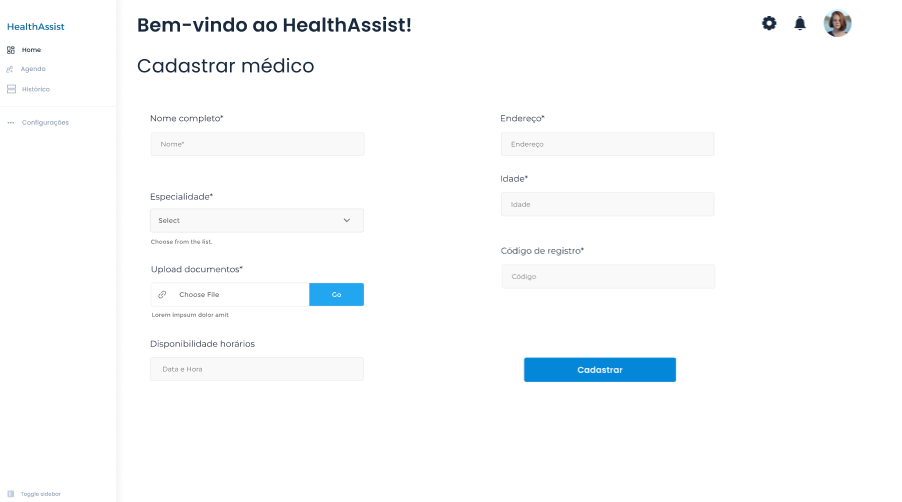 HealthAssist
Home
Agenda
Histórico
Configurações
Toggle sidebar
Bem-vindo ao HealthAssist!
Cadastrar médico
Nome completo*
Nome*
Especialidade*
Select
Choose from the list.
Upload documentos*
Choose File
Go
Lorem impsum dolor amit
Disponibilidade horários
Data e Hora
Endereço*
Endereço
Idade*
Idade
Código de registro*
Código
Cadastrar